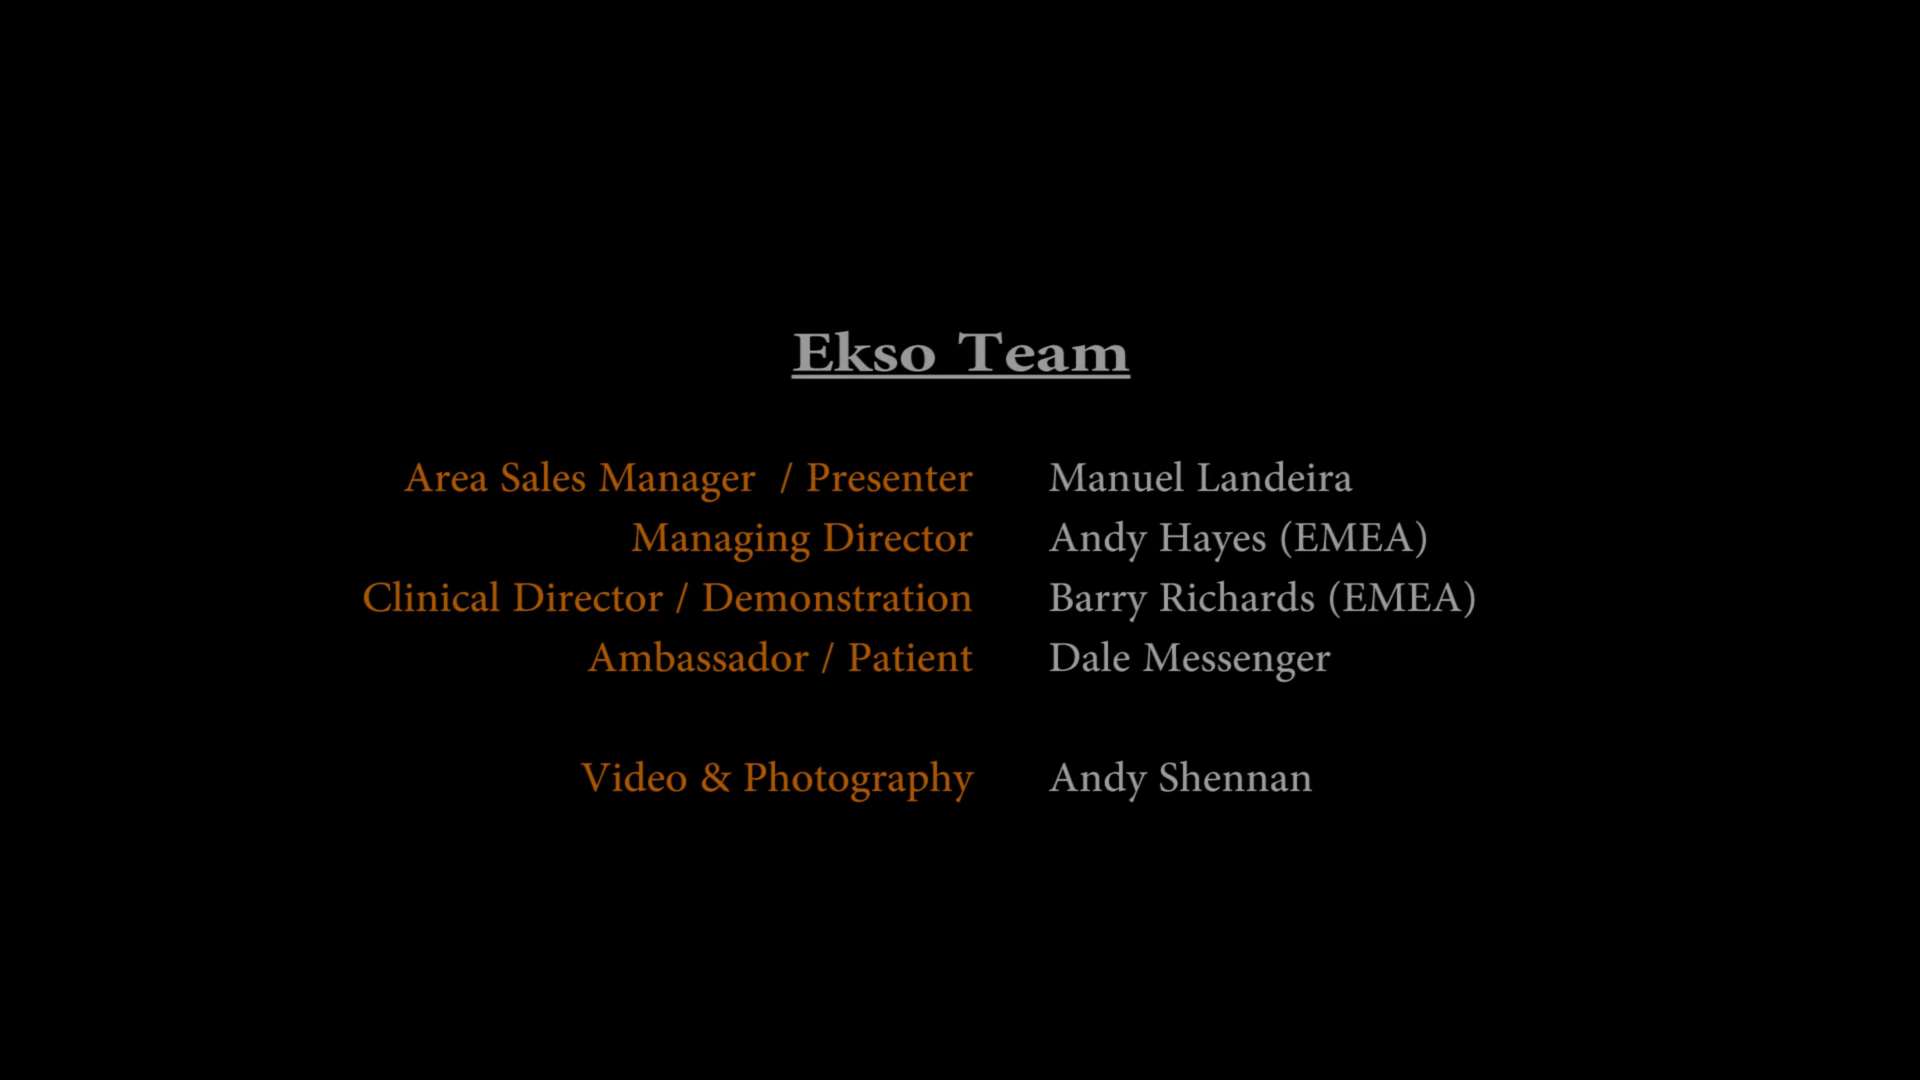 Ekso Team
Area Sales Manager / Presenter Manuel Landeira
Managing Director Andy Hayes (EMEA)
Clinical Director / Demonstration Barry Richards (EMEA)
Ambassador / Patient Dale Messenger
Video & Photography Andy Shennan